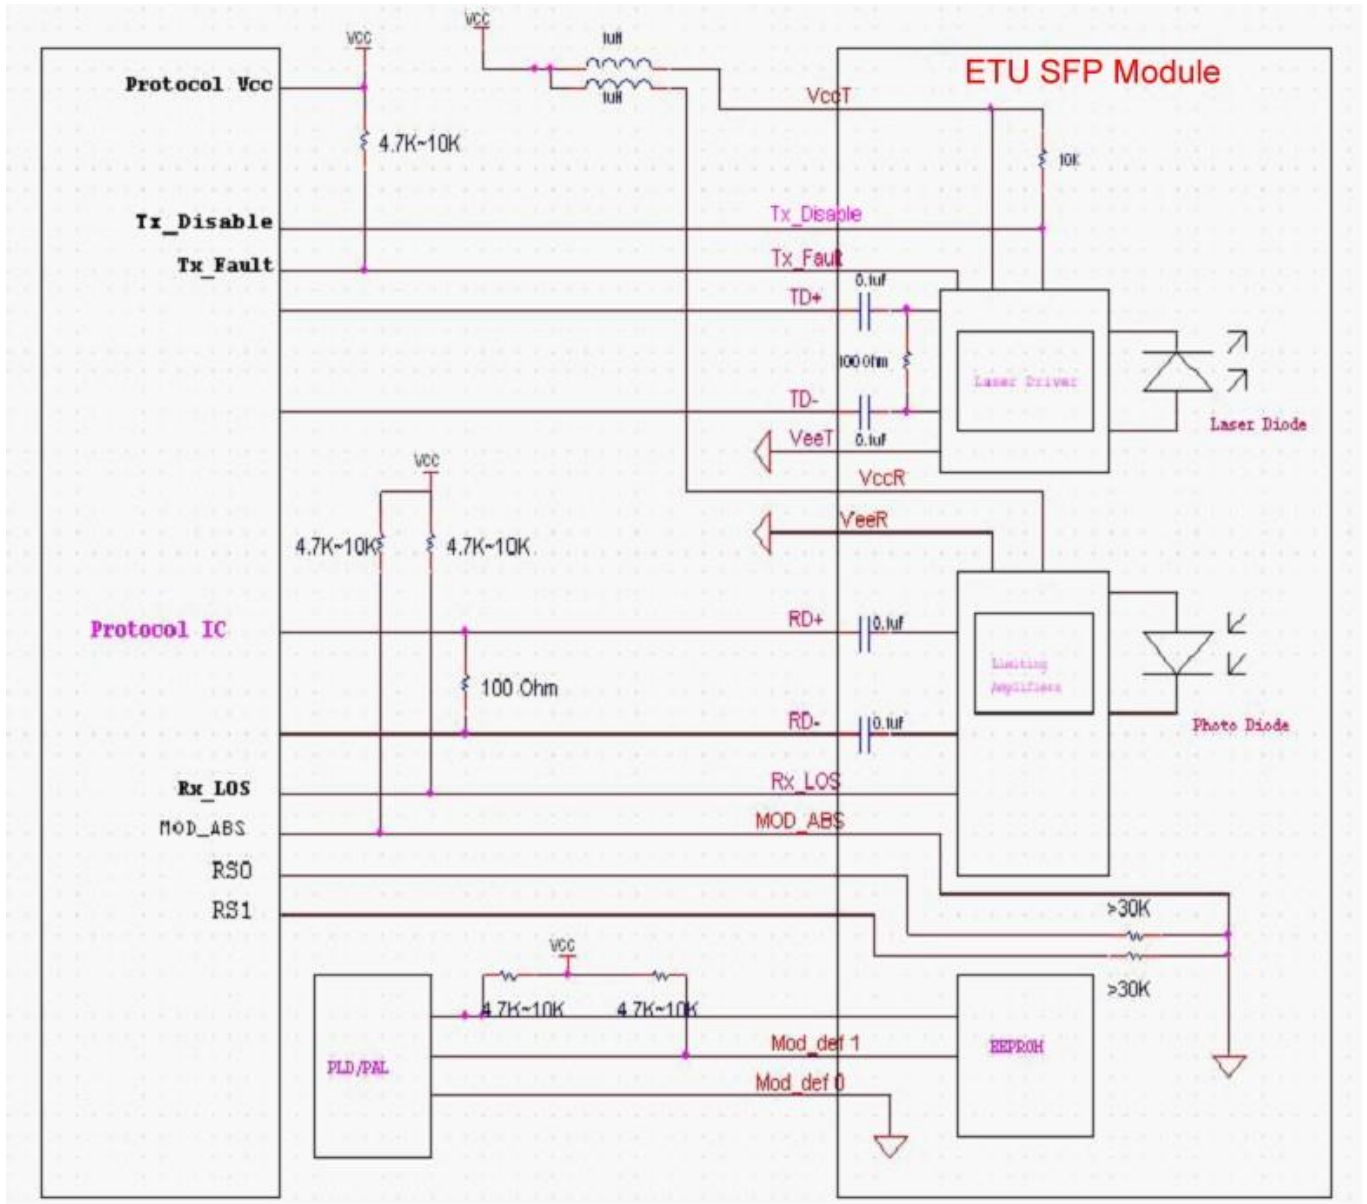 VCC
VCC
1uH
1uH
ETU SFP Module
Protocol Vcc
VccT
4.7K~10K
10K
Tx_Disable
Tx_Disable
Tx_Fault
Tx_Fault
0.1uf
TD+
100 Ohm
Laser Driver
TD-
Laser Diode
VeeT
0.1uf
VCC
VccR
VeeR
4.7K~10K
4.7K~10K
Protocol IC
RD+
0.1uf
Limiting
Amplifiers
100 Ohm
RD-
0.1uf
Photo Diode
Rx_LOS
Rx_LOS
MOD_ABS
MOD_ABS
RS0
RS1
>30K
VCC
>30K
4.7K~10K
4.7K~10K
Mod_def 1
EEPROM
PLD/PAL
Mod_def 0